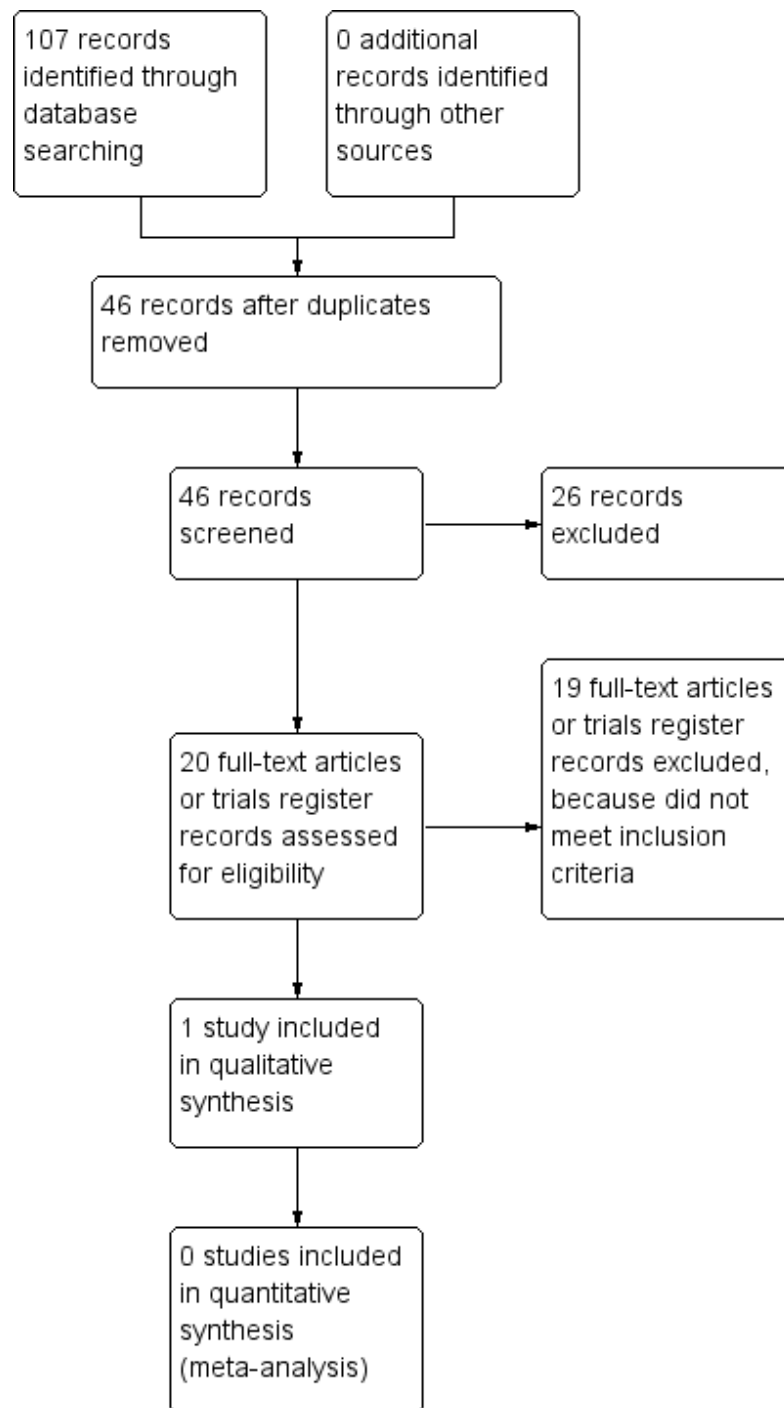 107 records
identified through
database
searching
0 additional
records identified
through other
sources
46 records after duplicates
removed
46 records
screened
26 records
excluded
20 full-text articles
or trials register
records assessed
for eligibility
19 full-text articles
or trials register
records excluded,
because did not
meet inclusion
criteria
1 study included
in qualitative
synthesis
0 studies included
in quantitative
synthesis
(meta-analysis)